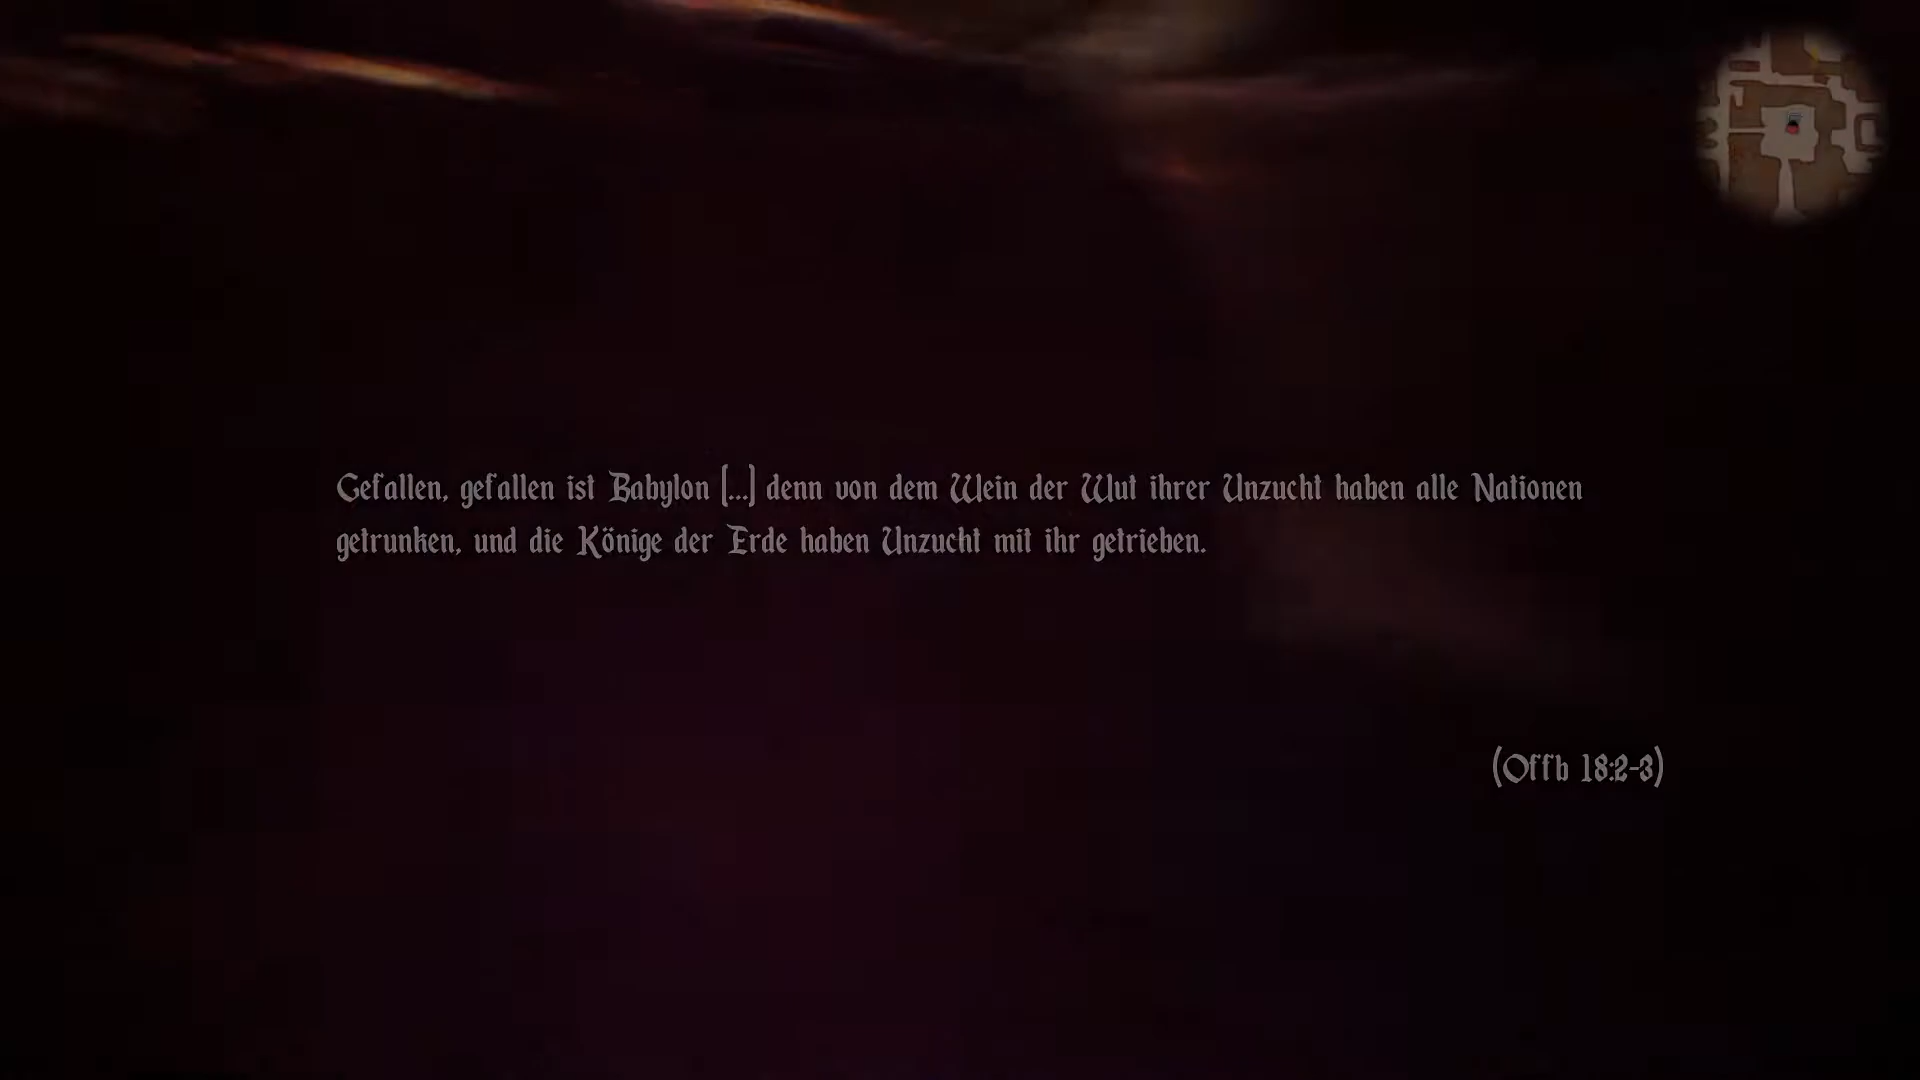 Gefallen, gefallen ist Babylon [...] denn von dem Wein der Wut ihrer Unzucht haben alle Nationen
getrunken, und die Könige der Erde haben Unzucht mit ihr getrieben.
(Offb 18:2-3)